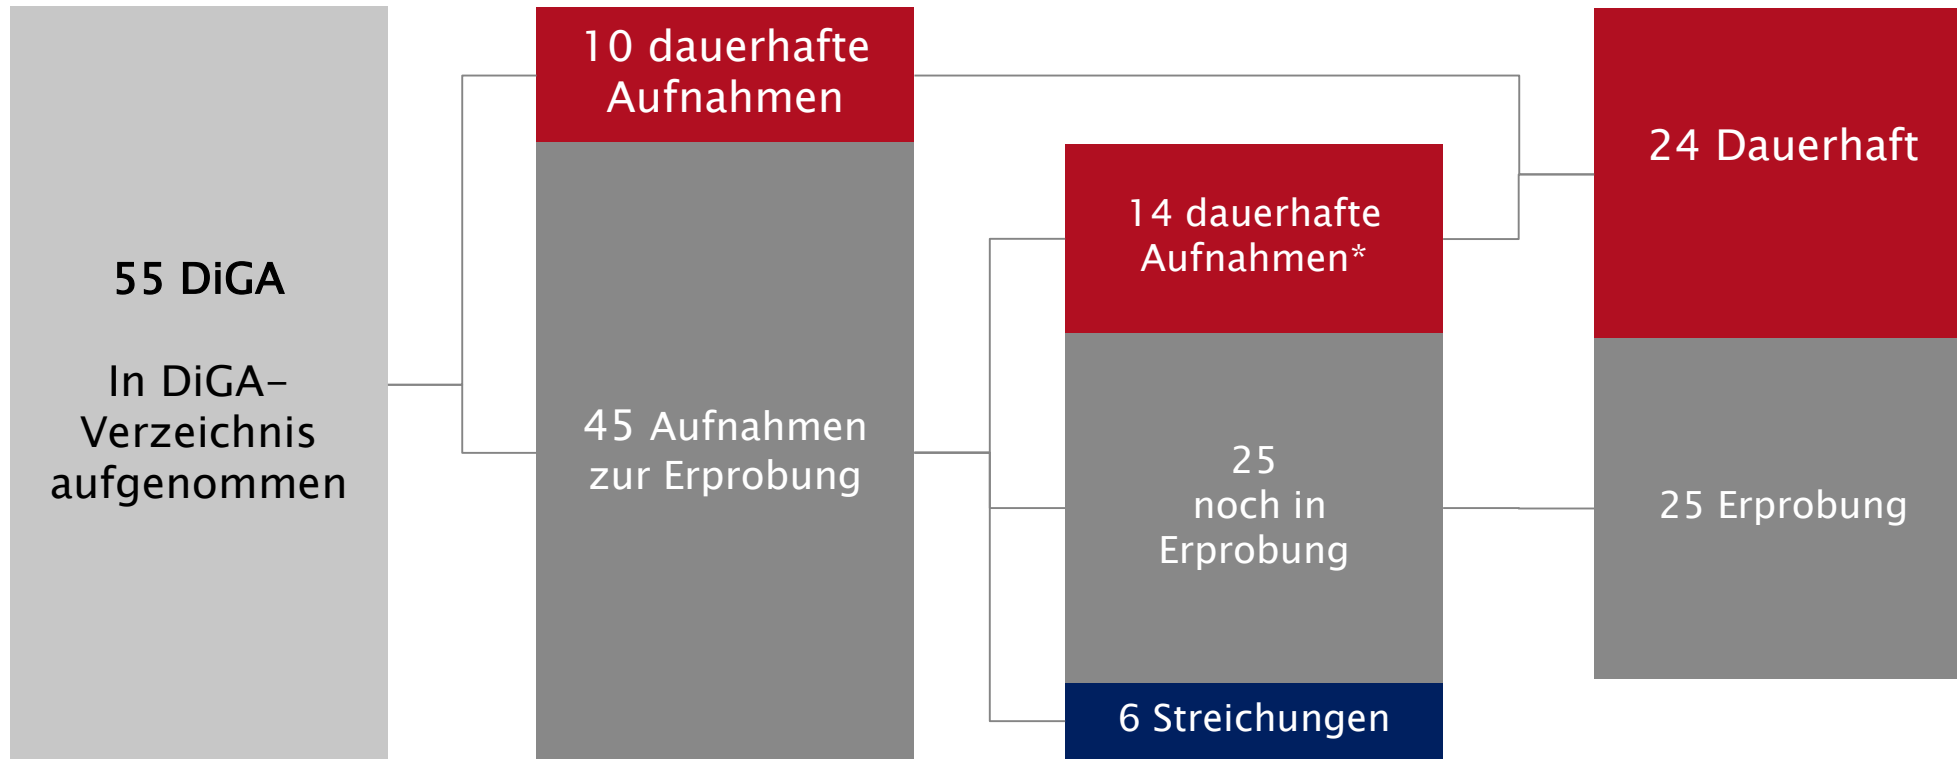 55 DiGA
In DiGA-
Verzeichnis
aufgenommen
10 dauerhafte
Aufnahmen
45 Aufnahmen
zur Erprobung
14 dauerhafte
Aufnahmen*
25
noch in
Erprobung
6 Streichungen
24 Dauerhaft
25 Erprobung